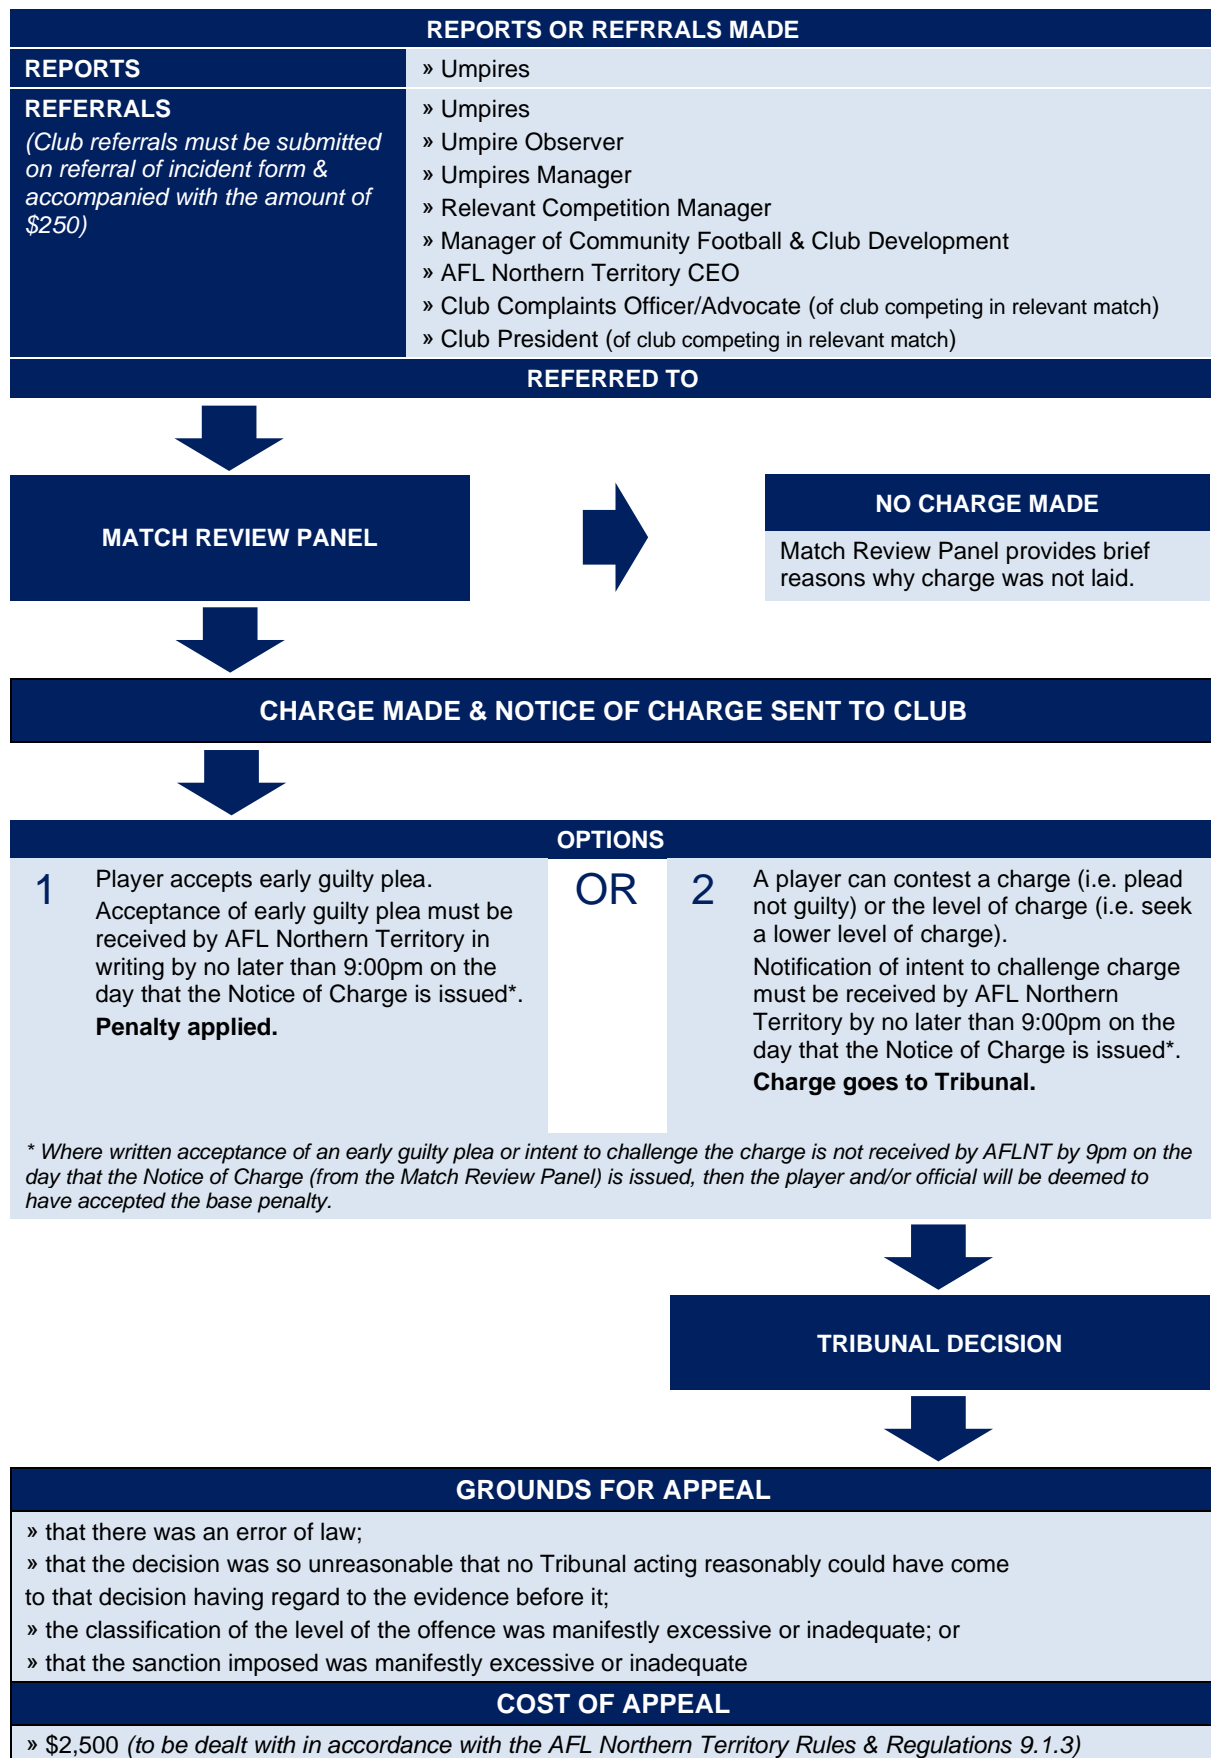 REPORTS OR REFRRALS MADE
REPORTS
» Umpires
REFERRALS
(Club referrals must be submitted
on referral of incident form &
accompanied with the amount of
$250)
» Umpires
» Umpire Observer
» Umpires Manager
» Relevant Competition Manager
» Manager of Community Football & Club Development
» AFL Northern Territory CEO
» Club Complaints Officer/Advocate (of club competing in relevant match)
» Club President (of club competing in relevant match)
REFERRED TO
MATCH REVIEW PANEL
NO CHARGE MADE
Match Review Panel provides brief
reasons why charge was not laid.
CHARGE MADE & NOTICE OF CHARGE SENT TO CLUB
OPTIONS
1
Player accepts early guilty plea.
Acceptance of early guilty plea must be
received by AFL Northern Territory in
writing by no later than 9:00pm on the
day that the Notice of Charge is issued*.
Penalty applied.
OR
2
A player can contest a charge (i.e. plead
not guilty) or the level of charge (i.e. seek
a lower level of charge).
Notification of intent to challenge charge
must be received by AFL Northern
Territory by no later than 9:00pm on the
day that the Notice of Charge is issued*.
Charge goes to Tribunal.
* Where written acceptance of an early guilty plea or intent to challenge the charge is not received by AFLNT by 9pm on the
day that the Notice of Charge (from the Match Review Panel) is issued, then the player and/or official will be deemed to
have accepted the base penalty.
TRIBUNAL DECISION
GROUNDS FOR APPEAL
» that there was an error of law;
» that the decision was so unreasonable that no Tribunal acting reasonably could have come
to that decision having regard to the evidence before it;
» the classification of the level of the offence was manifestly excessive or inadequate; or
» that the sanction imposed was manifestly excessive or inadequate
COST OF APPEAL
» $2,500 (to be dealt with in accordance with the AFL Northern Territory Rules & Regulations 9.1.3)